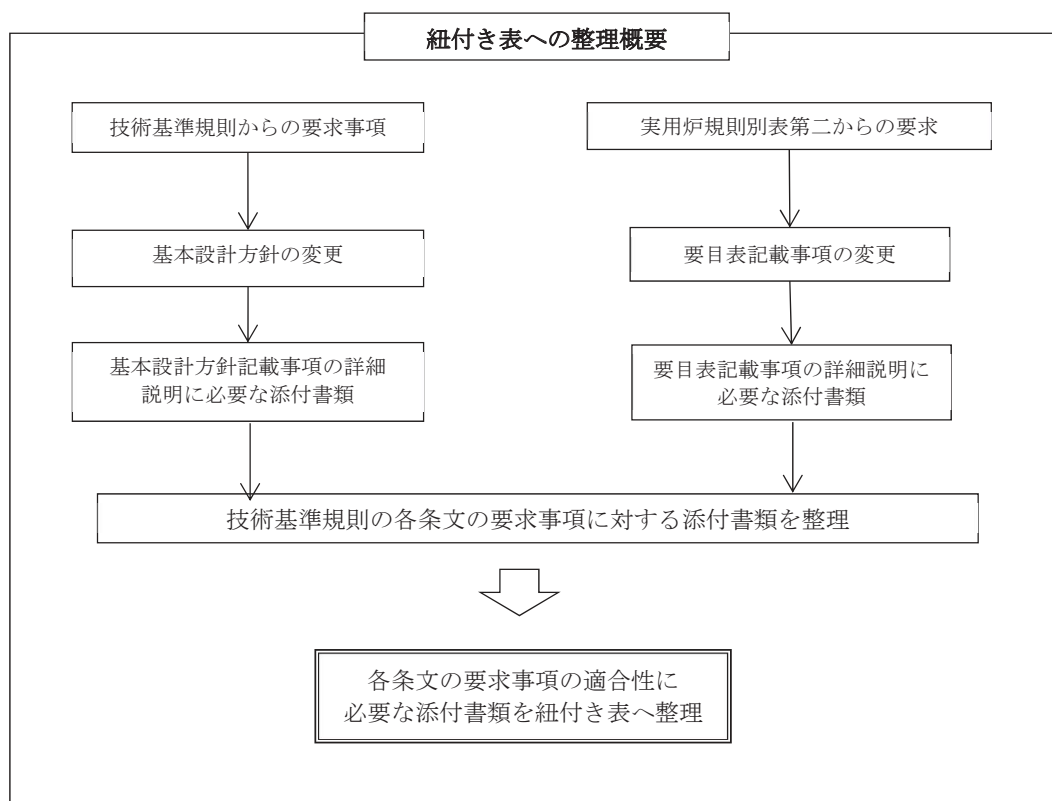 紐付き表への整理概要
技術基準規則からの要求事項
実用炉規則別表第二からの要求
基本設計方針の変更
要目表記載事項の変更
基本設計方針記載事項の詳細
説明に必要な添付書類
要目表記載事項の詳細説明に
必要な添付書類
技術基準規則の各条文の要求事項に対する添付書類を整理
各条文の要求事項の適合性に
必要な添付書類を紐付き表へ整理